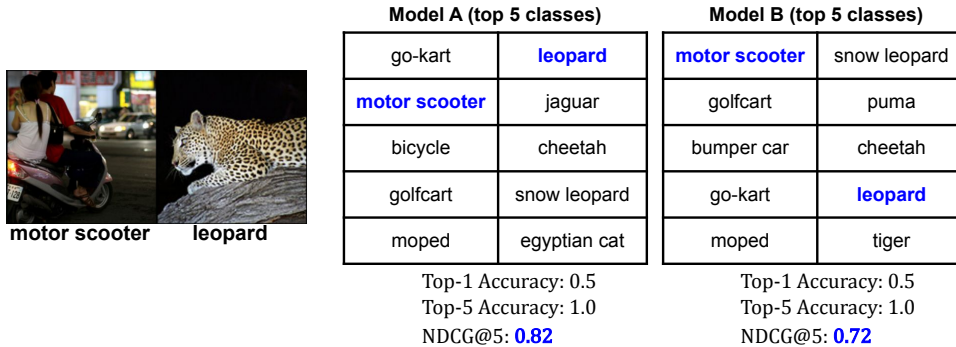 Model A (top 5 classes)
Model B (top 5 classes)
go-kart leopard
motor scooter snow leopard
motor scooter jaguar
golfcart puma
bicycle cheetah
bumper car cheetah
golfcart snow leopard
go-kart leopard
moped egyptian cat
moped tiger
motor scooter leopard
Top-1 Accuracy: 0.5
Top-5 Accuracy: 1.0
NDCG@5: 0.82
Top-1 Accuracy: 0.5
Top-5 Accuracy: 1.0
NDCG@5: 0.72